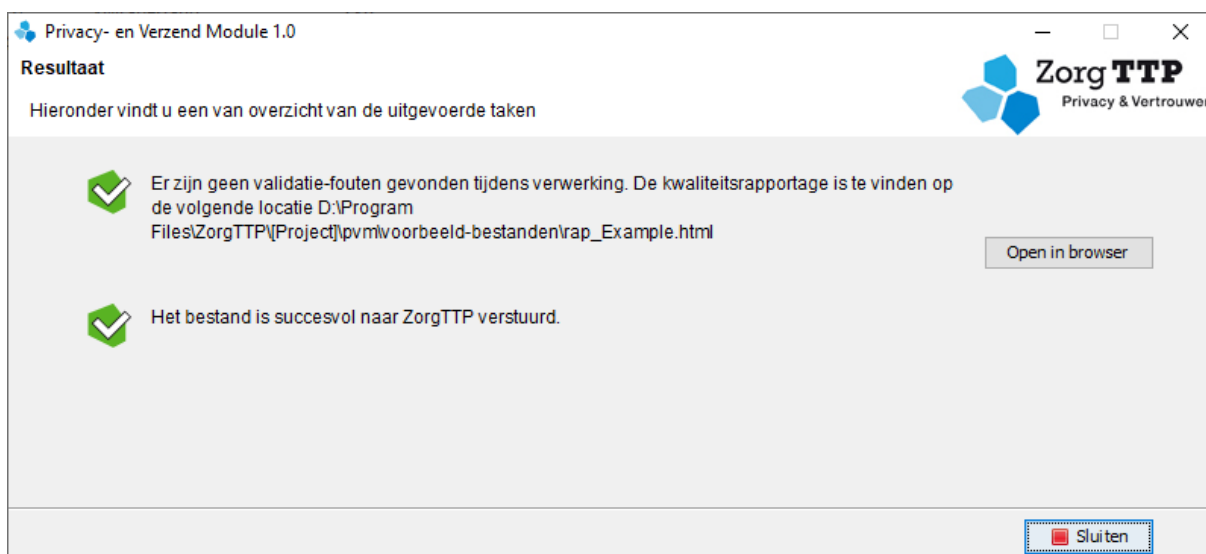 Privacy- en Verzend Module 1.0
Resultaat
Hieronder vindt u een van overzicht van de uitgevoerde taken
Zorg TTP
Privacy & Vertrouwen
Er zijn geen validatie-fouten gevonden tijdens verwerking. De kwaliteitsrapportage is te vinden op
de volgende locatie D:\Program
Files\ZorgTTP\[Project]\pvm\voorbeeld-bestanden\rap_Example.html
Open in browser
Het bestand is succesvol naar ZorgTTP verstuurd.
Sluiten